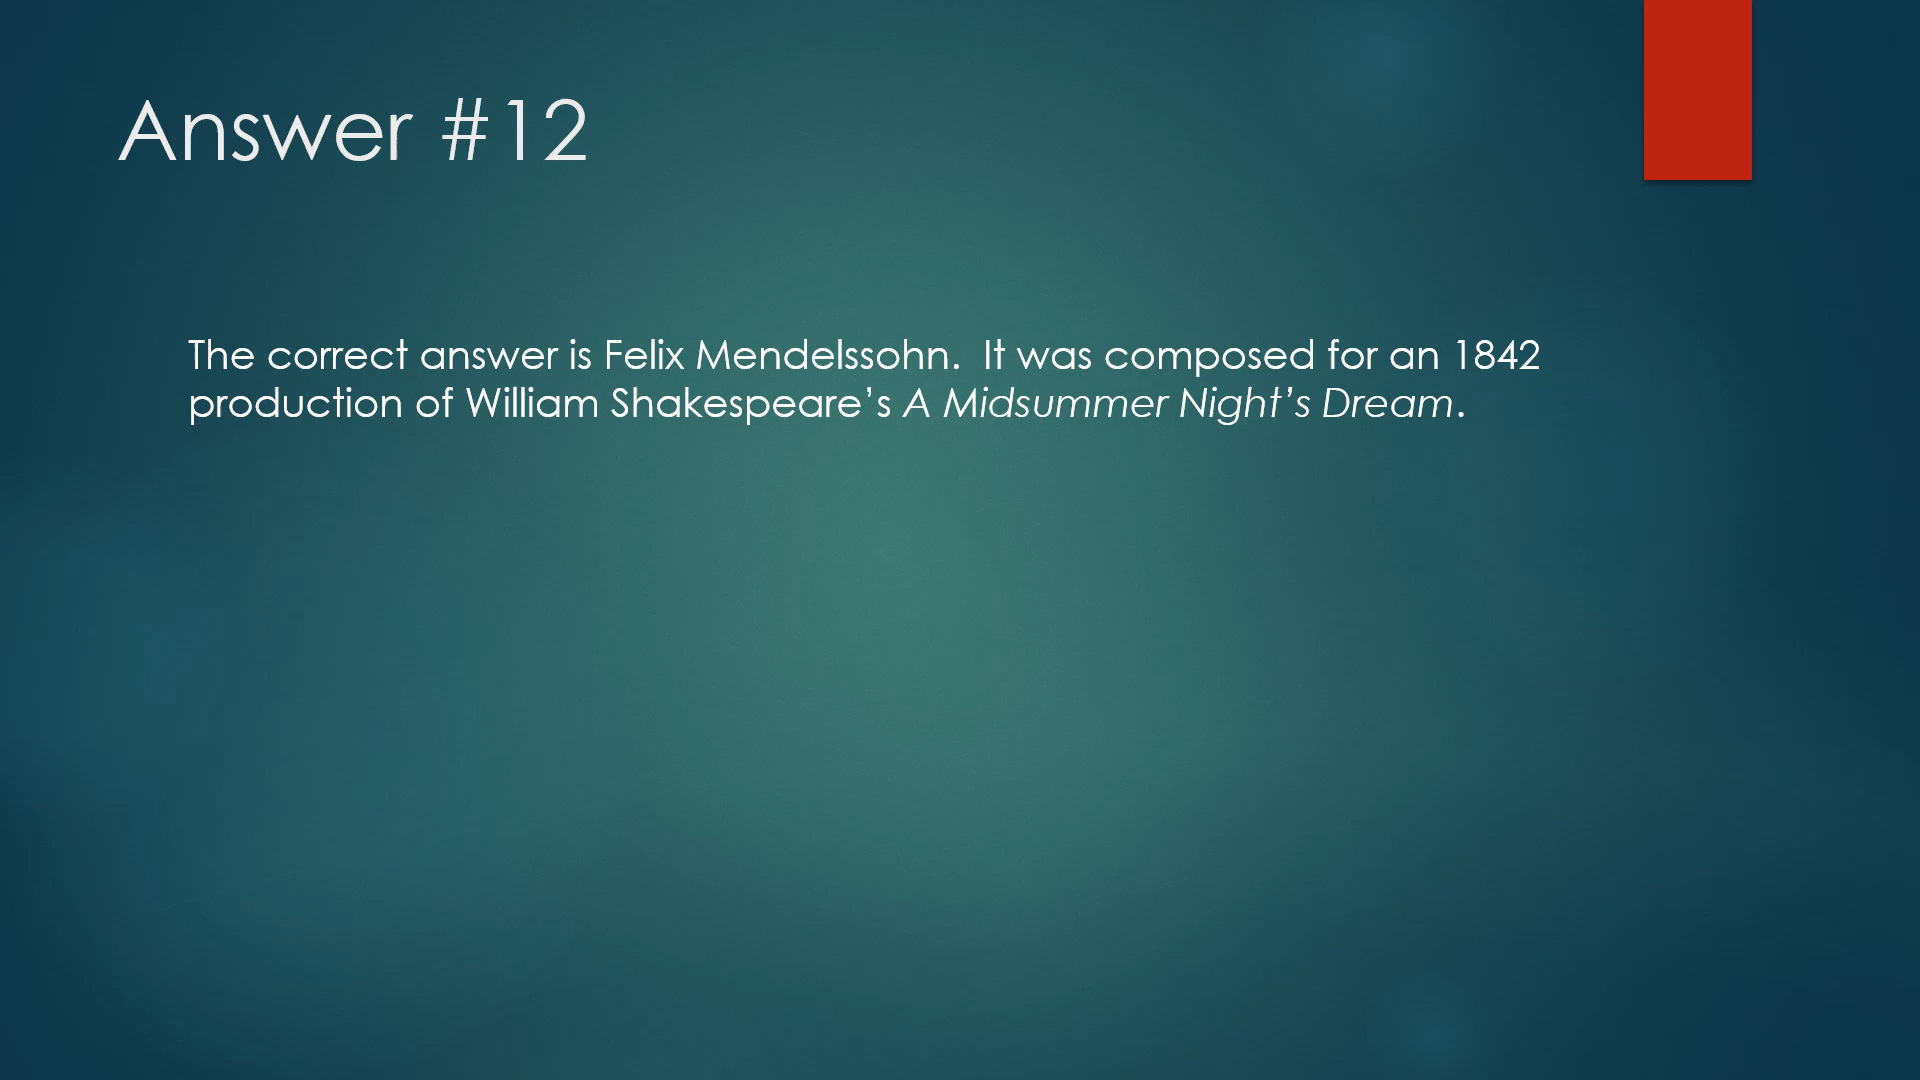 Answer #12
The correct answer is Felix Mendelssohn.  It was composed for an 1842
production of William Shakespeare’s A Midsummer Night’s Dream.